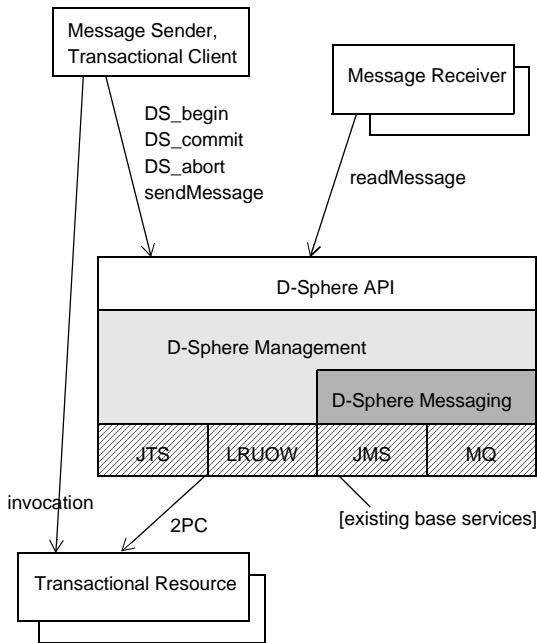 Message Sender,
Transactional Client
Message Receiver
DS_begin
DS_commit
DS_abort
sendMessage
readMessage
D-Sphere API
D-Sphere Management
D-Sphere Messaging
JTS
LRUOW
JMS
MQ
invocation
2PC
[existing base services]
Transactional Resource